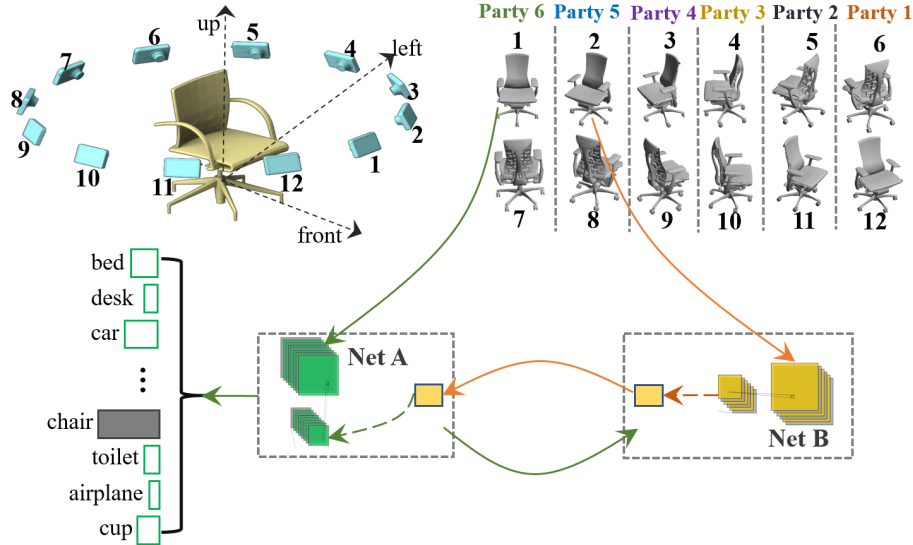 Party 6 Party 5 Party 4 Party 3 Party 2 Party 1
1 2 3 4 5 6
7 8 9 10 11 12
up
left
front
6 5 4 7 3 8 2 9 1 10 11 12
bed
desk
car
...
chair
toilet
airplane
cup
Net A
Net B